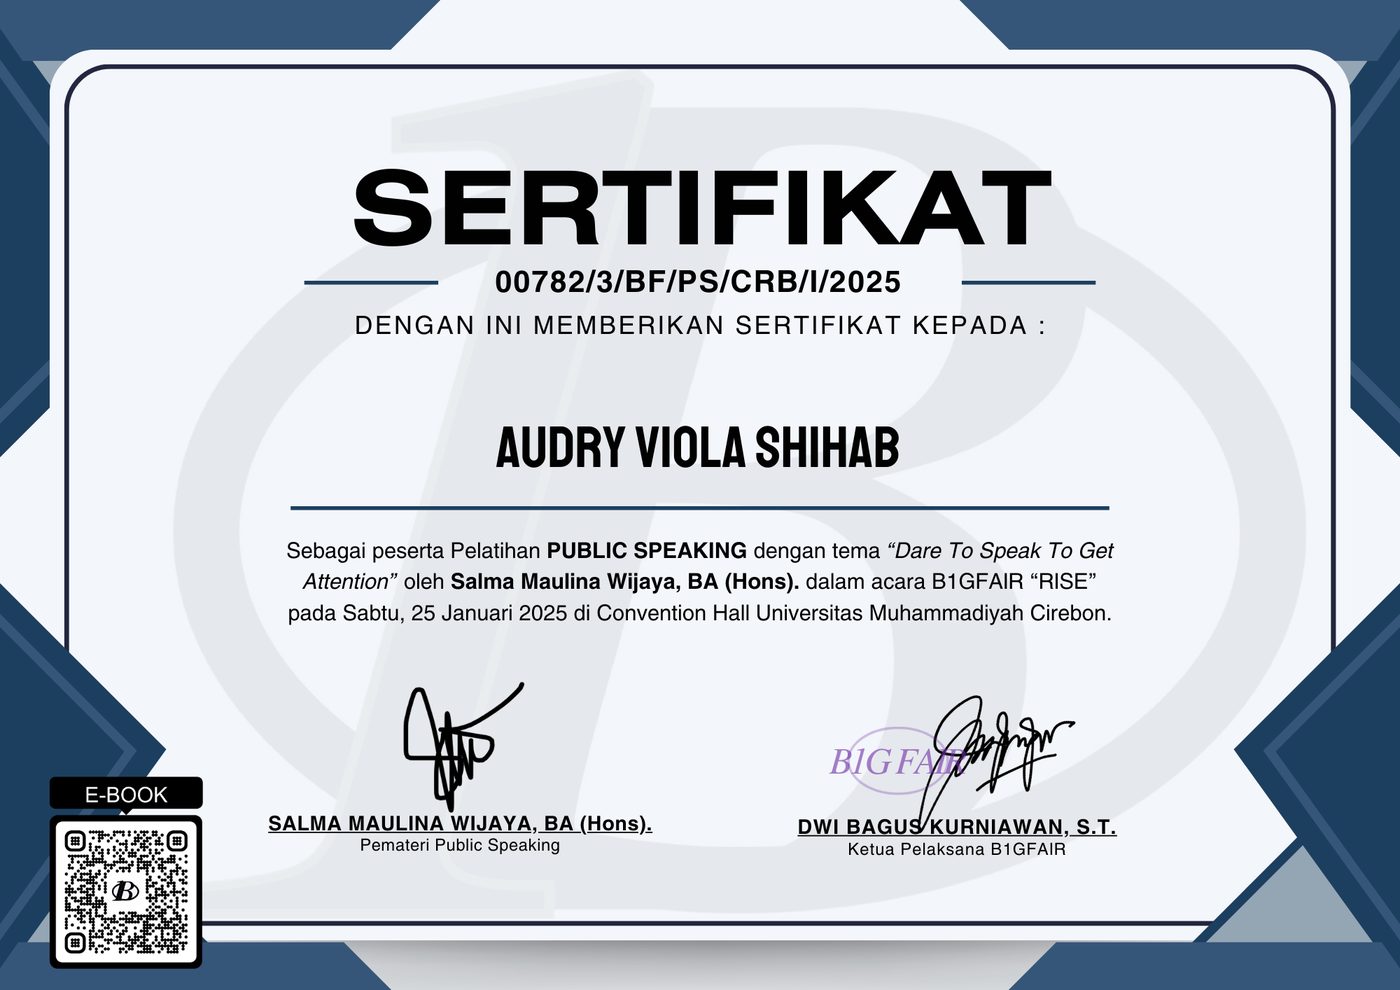 SERTIFIKAT
00782/3/BF/PS/CRB/I/2025
DENGAN INI MEMBERIKAN SERTIFIKAT KEPADA :
AUDRY VIOLA SHIHAB
Sebagai peserta Pelatihan PUBLIC SPEAKING dengan tema “Dare To Speak To Get
Attention” oleh Salma Maulina Wijaya, BA (Hons). dalam acara B1GFAIR “RISE”
pada Sabtu, 25 Januari 2025 di Convention Hall Universitas Muhammadiyah Cirebon.
B1GFAIR
SALMA MAULINA WIJAYA, BA (Hons).
Pemateri Public Speaking
DWI BAGUS KURNIAWAN, S.T.
Ketua Pelaksana B1GFAIR
E-BOOK